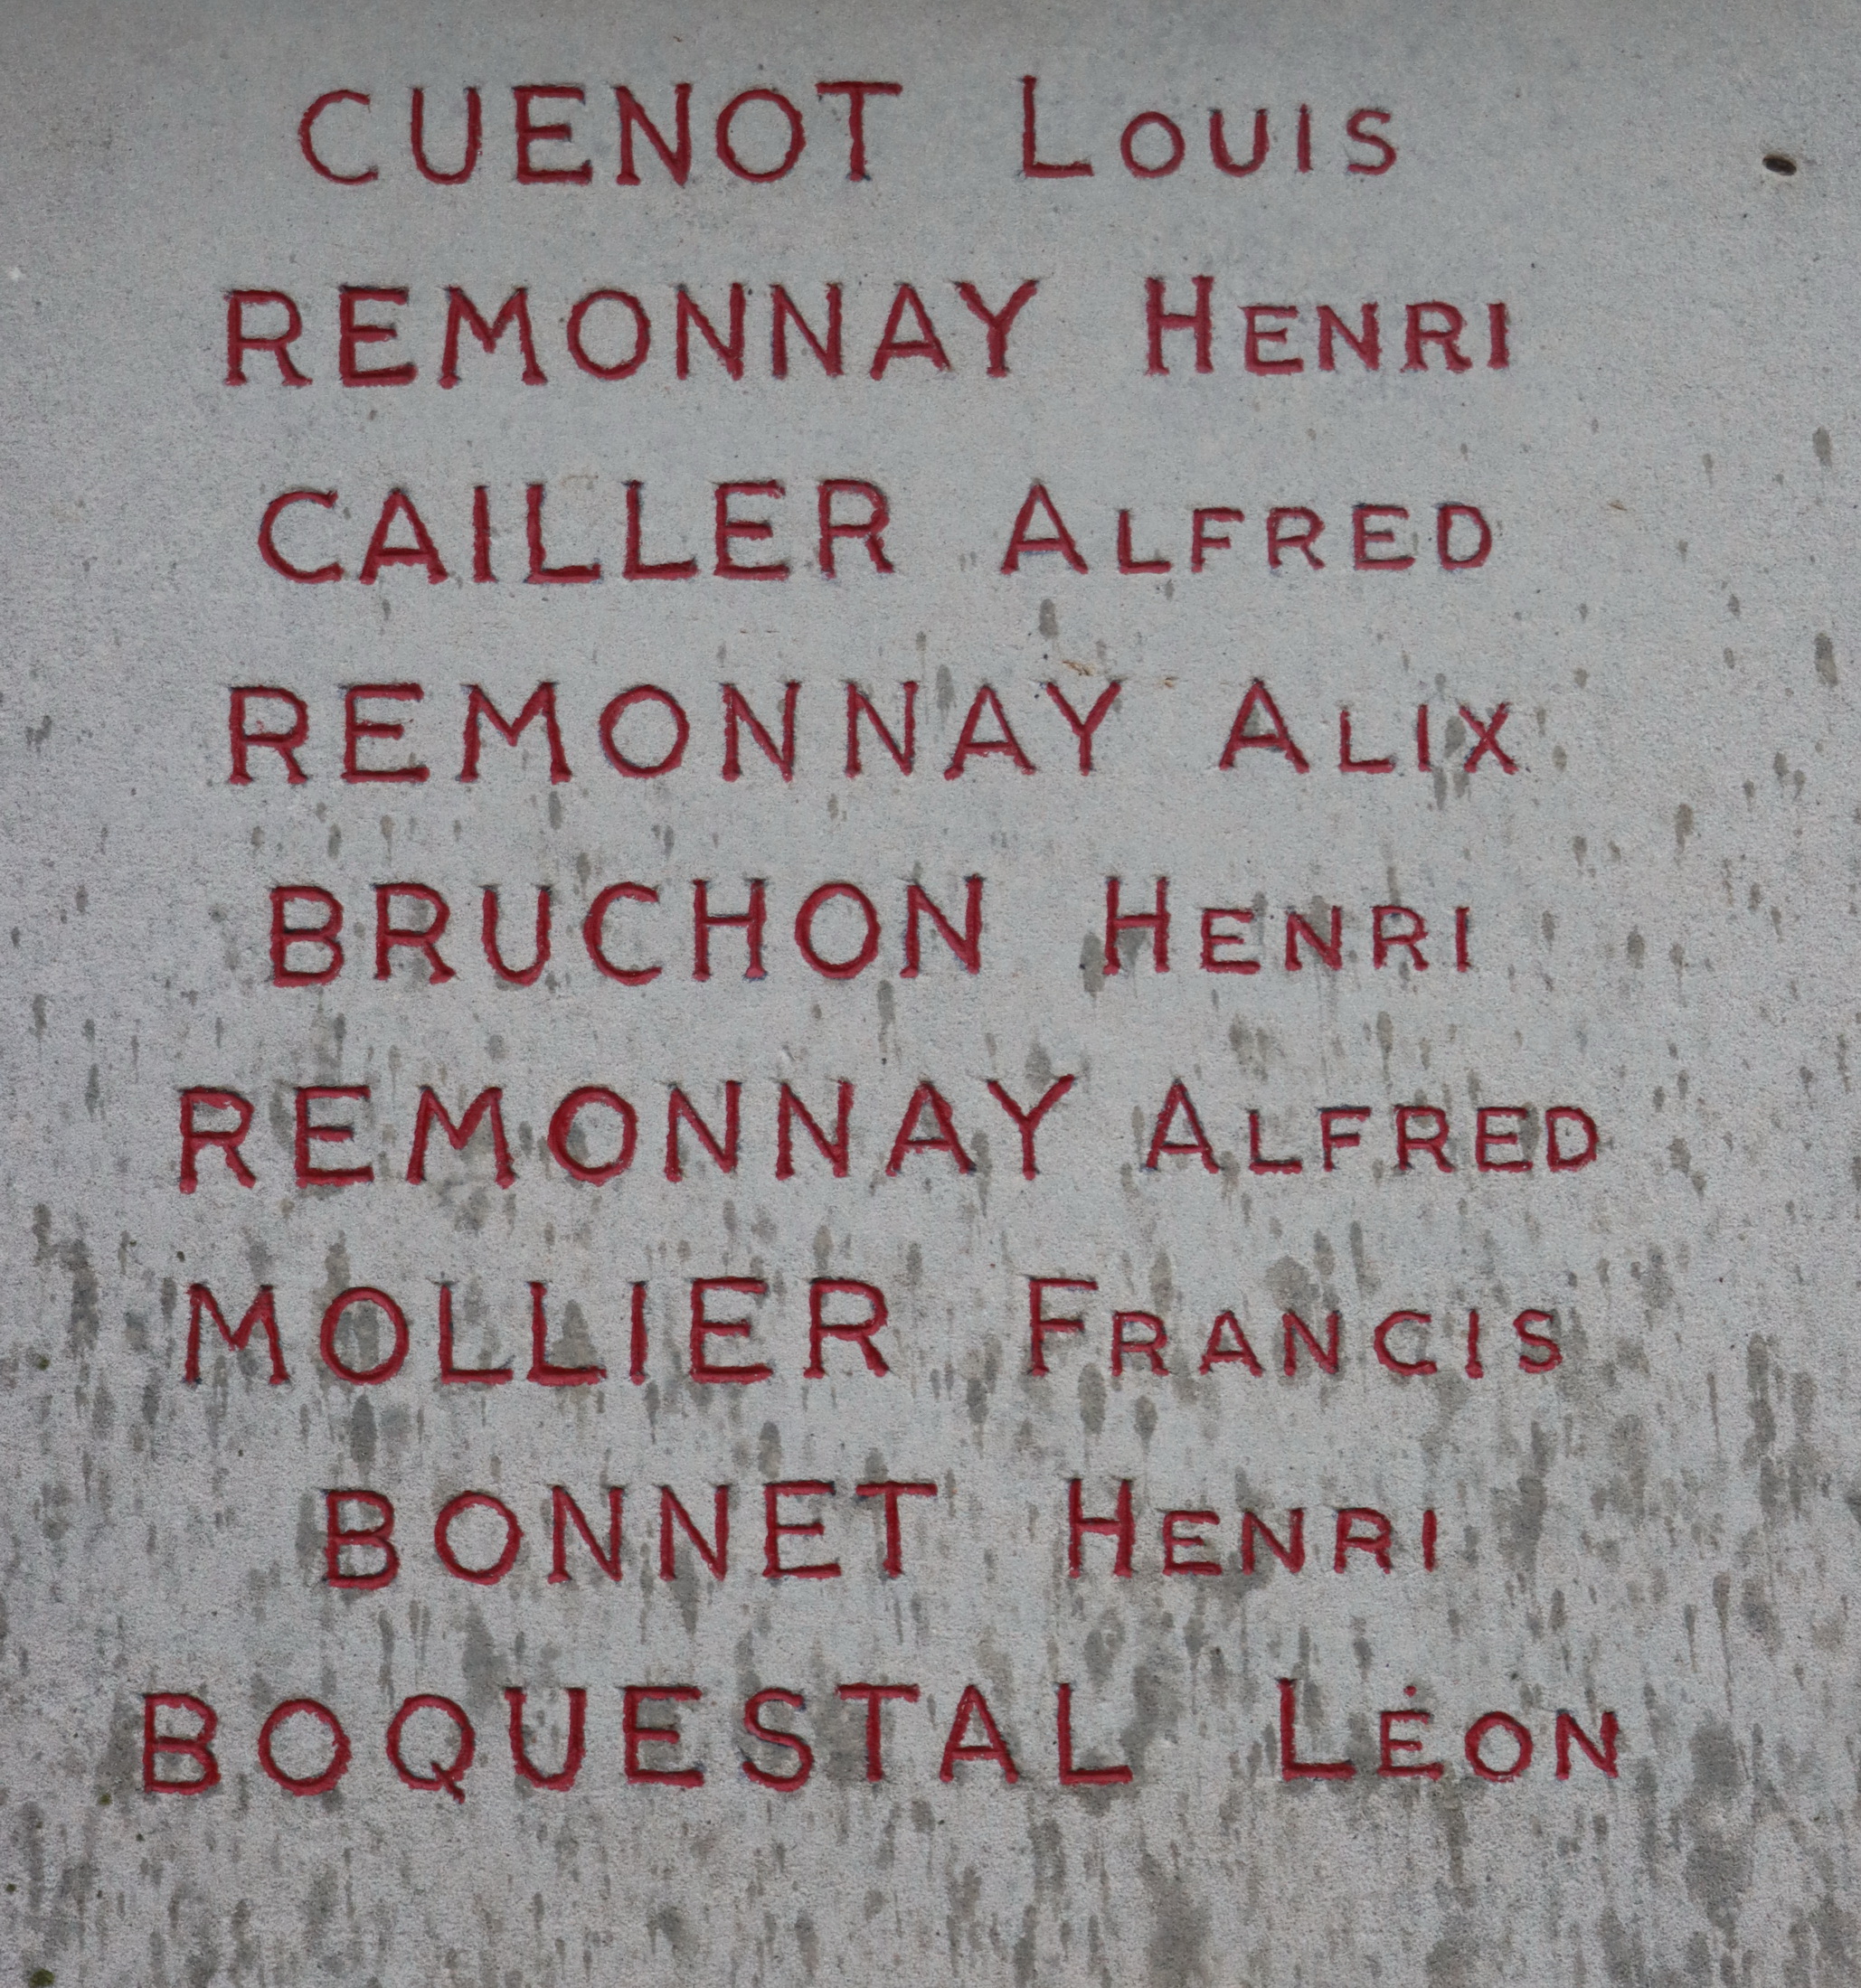 CUENOT Louis
REMONNAY Henri
CAILLER Alfred
REMONNAY Alix
BRUCHON Henri
REMONNAY Alfred
MOLLIER Francis
BONNET Henri
BOQUESTAL Léon